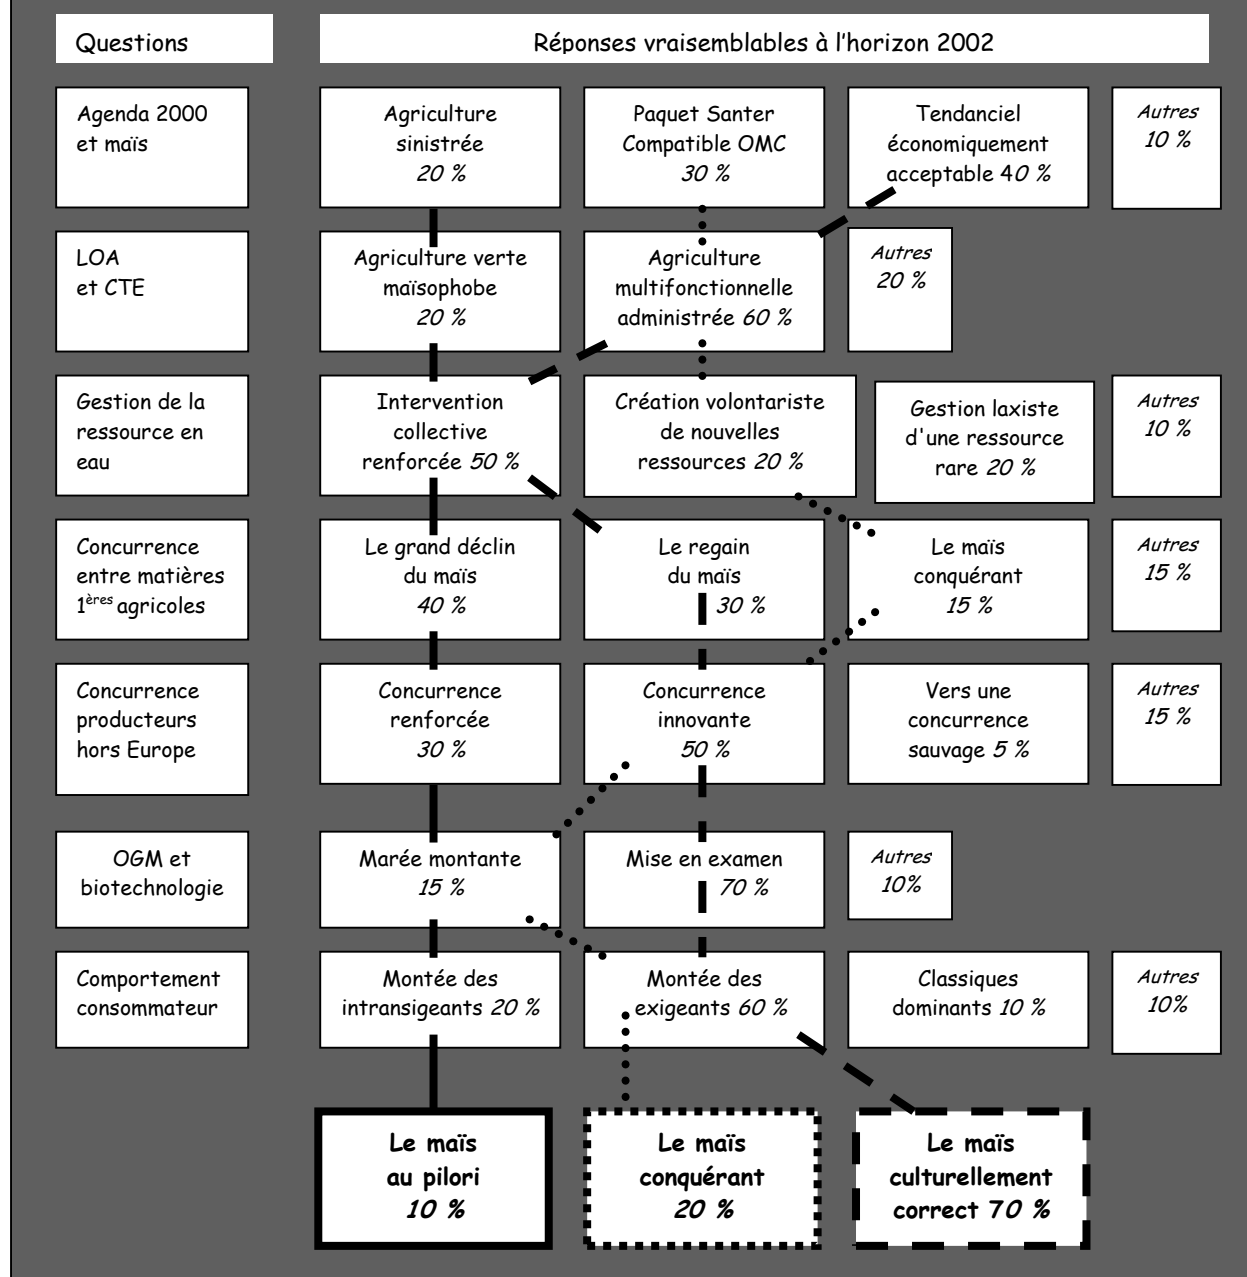 Questions
Réponses vraisemblables à l'horizon 2002
Agenda 2000
et maïs
Agriculture
sinistrée
20 %
Paquet Santer
Compatible OMC
30 %
Tendanciel
économiquement
acceptable 40 %
Autres
10 %
LOA
et CTE
Agriculture verte
maïsophobe
20 %
Agriculture
multifonctionnelle
administrée 60 %
Autres
20 %
Gestion de la
ressource en
eau
Intervention
collective
renforcée 50 %
Création volontariste
de nouvelles
ressources 20 %
Gestion laxiste
d'une ressource
rare 20 %
Autres
10 %
Concurrence
entre matières
1ères agricoles
Le grand déclin
du maïs
40 %
Le regain
du maïs
30 %
Le maïs
conquérant
15 %
Autres
15 %
Concurrence
producteurs
hors Europe
Concurrence
renforcée
30 %
Concurrence
innovante
50 %
Vers une
concurrence
sauvage 5 %
Autres
15 %
OGM et
biotechnologie
Marée montante
15 %
Mise en examen
70 %
Autres
10%
Comportement
consommateur
Montée des
intransigeants 20 %
Montée des
exigeants 60 %
Classiques
dominants 10 %
Autres
10%
Le maïs
au pilori
10 %
Le maïs
conquérant
20 %
Le maïs
culturellement
correct 70 %